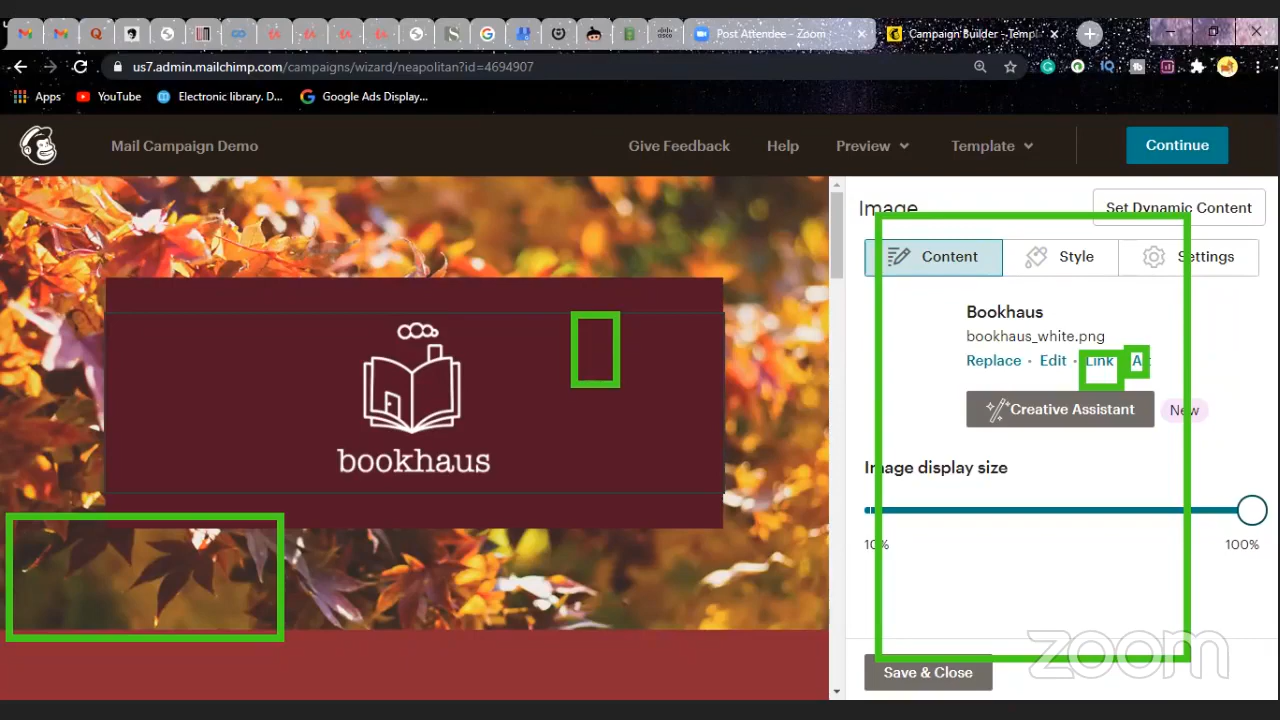 Post Attendee - Zoom
Campaign Builder - Templ
us7.admin.mailchimp.com/campaigns/wizard/neapolitan?id=4694907
Apps
YouTube
Electronic library. D...
Google Ads Display...
Mail Campaign Demo
Give Feedback
Help
Preview
Template
Continue
Image
Set Dynamic Content
Content
Style
Settings
Bookhaus
bookhaus_white.png
Replace · Edit · Link
Creative Assistant
New
bookhaus
Image display size
10%
100%
Save & Close
zoom